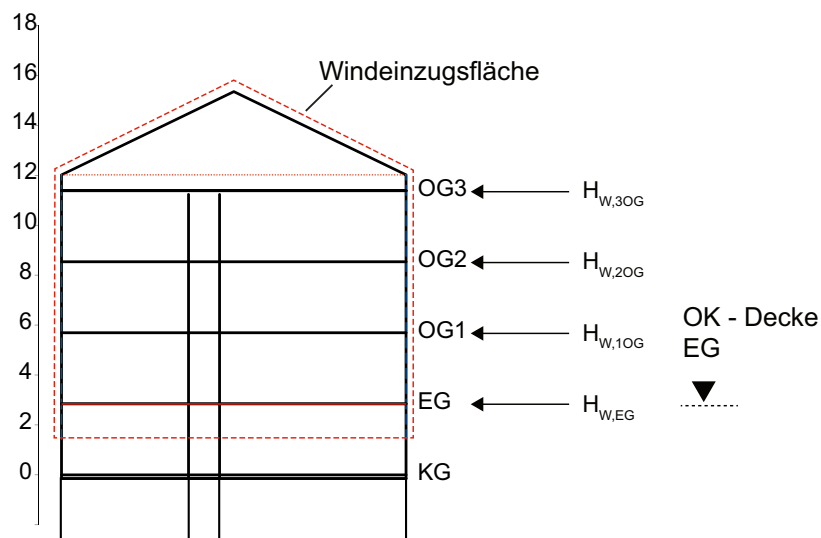 18
16
14
12
10
8
6
4
2
0
Windeinzugsfläche
OG3
H_W,3OG
OG2
H_W,2OG
OG1
H_W,1OG
EG
H_W,EG
KG
OK - Decke
EG